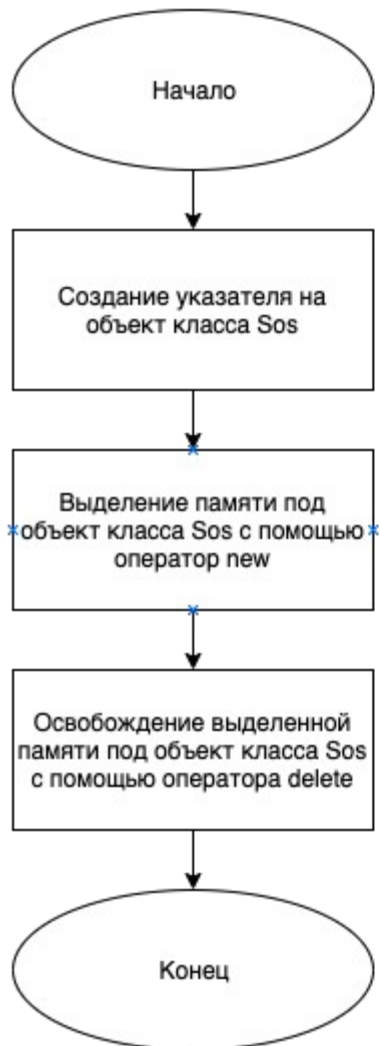 Начало
Создание указателя на
объект класса Sos
Выделение памяти под
объект класса Sos с помощью
оператор new
Освобождение выделенной
памяти под объект класса Sos
с помощью оператора delete
Конец